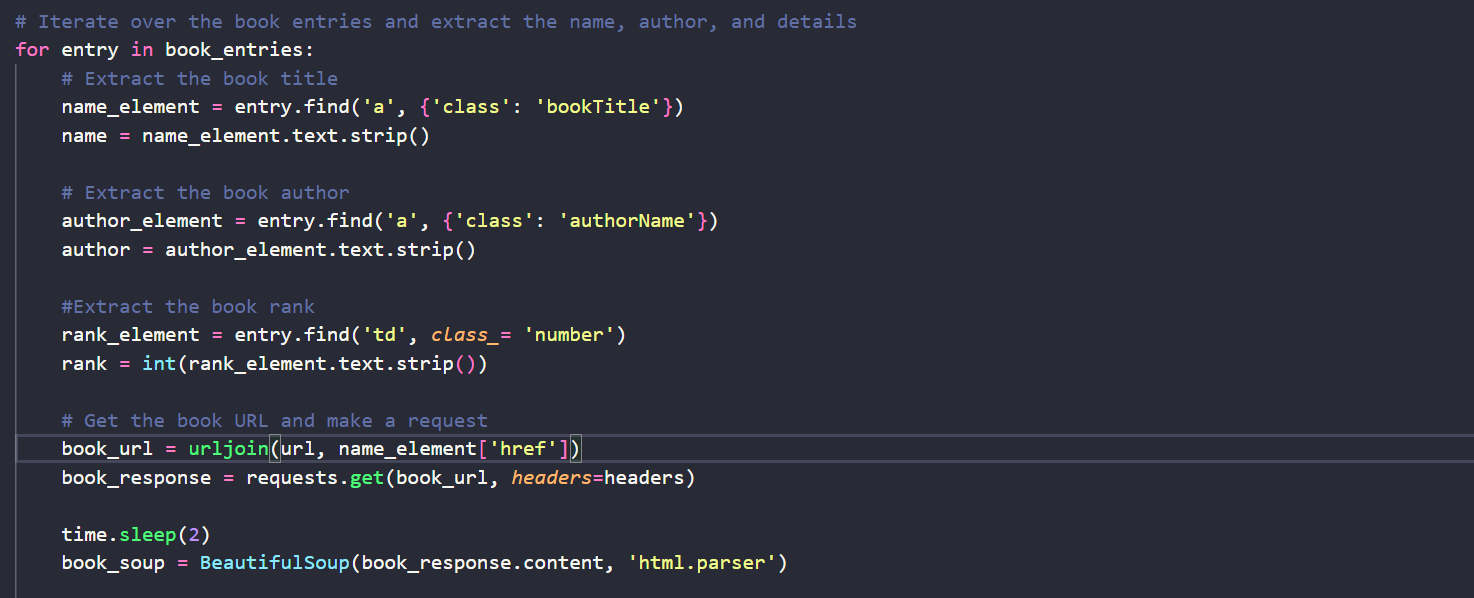 # Iterate over the book entries and extract the name, author, and details
for entry in book_entries:
    # Extract the book title
    name_element = entry.find('a', {'class': 'bookTitle'})
    name = name_element.text.strip()

    # Extract the book author
    author_element = entry.find('a', {'class': 'authorName'})
    author = author_element.text.strip()

    #Extract the book rank
    rank_element = entry.find('td', class_= 'number')
    rank = int(rank_element.text.strip())

    # Get the book URL and make a request
    book_url = urljoin(url, name_element['href'])
    book_response = requests.get(book_url, headers=headers)

    time.sleep(2)
    book_soup = BeautifulSoup(book_response.content, 'html.parser')